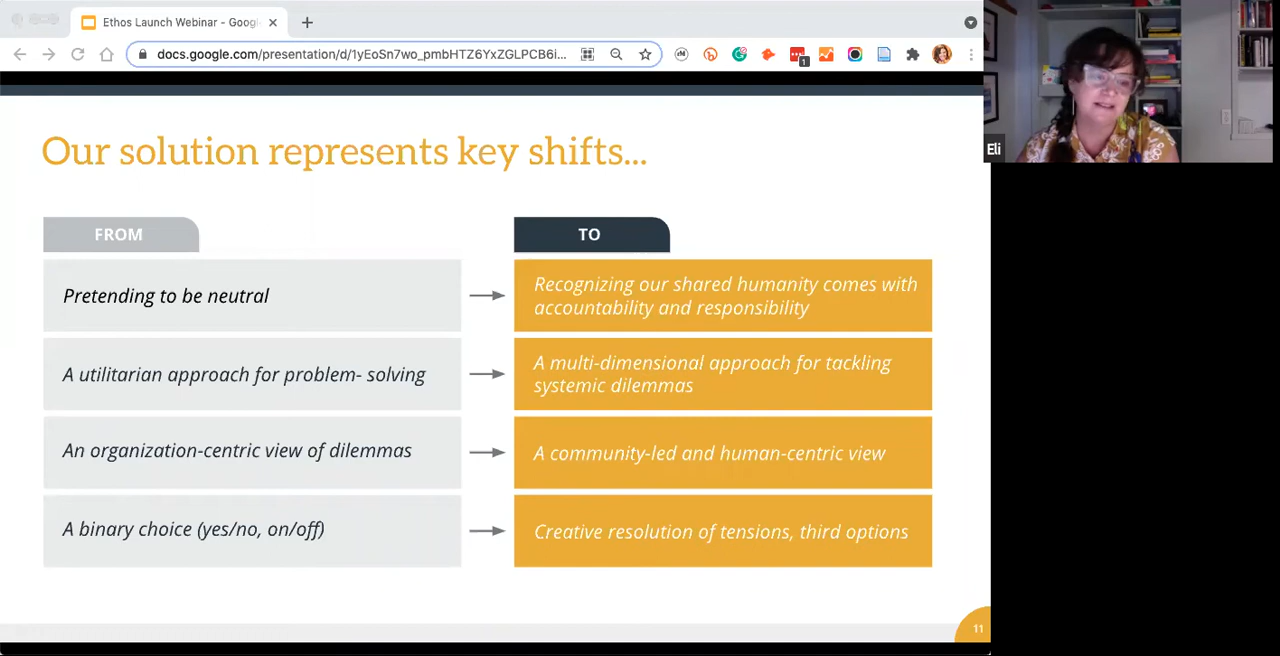 Ethos Launch Webinar - Googl
docs.google.com/presentation/d/1yEoSn7wo_pmbHTZ6YxZGLPCB6i...
1
Eli
Our solution represents key shifts...
FROM
TO
Pretending to be neutral
Recognizing our shared humanity comes with
accountability and responsibility
A utilitarian approach for problem- solving
A multi-dimensional approach for tackling
systemic dilemmas
An organization-centric view of dilemmas
A community-led and human-centric view
A binary choice (yes/no, on/off)
Creative resolution of tensions, third options
11